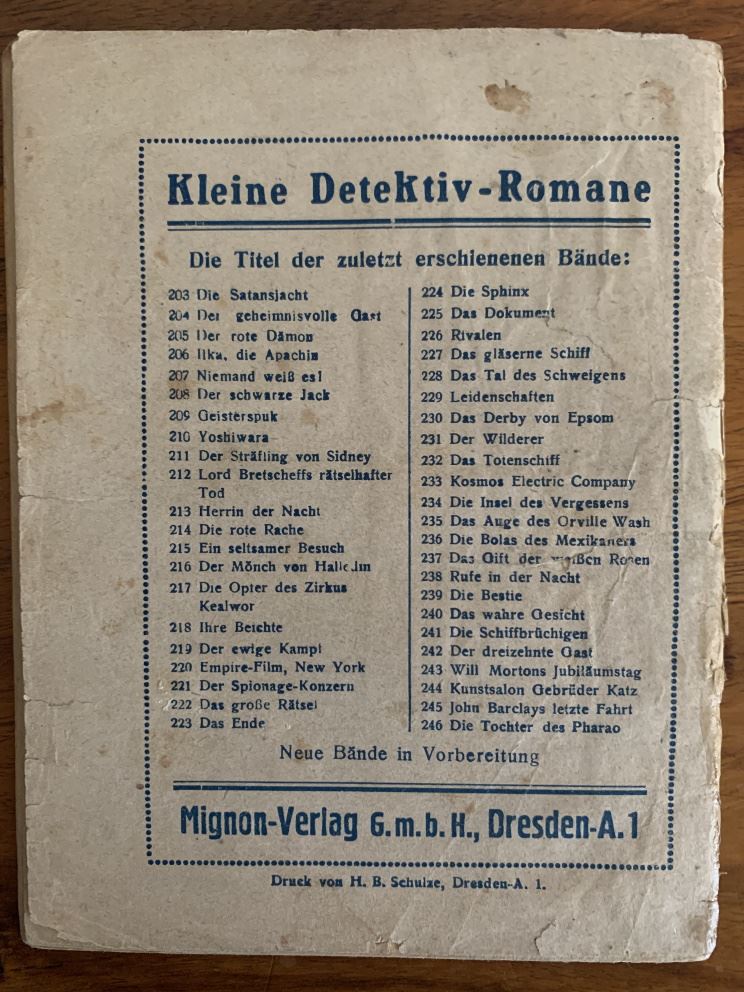 Kleine Detektiv-Romane
Die Titel der zuletzt erschienenen Bände:
203 Die Satansjacht
204 Der geheimnisvolle Gast
205 Der rote Dämon
206 Ilka, die Apachin
207 Niemand weiß es!
208 Der schwarze Jack
209 Geisterspuk
210 Yoshiwara
211 Der Sträfling von Sidney
212 Lord Bretscheffs rätselhafter
Tod
213 Herrin der Nacht
214 Die rote Rache
215 Ein seltsamer Besuch
216 Der Mönch von
217 Die Opfer des Zirkus
Kealwor
218 Ihre Beichte
219 Der ewige Kampf
220 Empire-Film, New York
221 Der Spionage-Konzern
222 Das große Rätsel
223 Das Ende
224 Die Sphinx
225 Das Dokument
226 Rivalen
227 Das gläserne Schiff
228 Das Tal des Schweigens
229 Leidenschaften
230 Das Derby von Epsom
231 Der Wilderer
232 Das Totenschiff
233 Kosmos Electric Company
234 Die Insel des Vergessens
235 Das Auge des Orville Wash
236 Die Bolas des Mexikaners
237 Das Gift der weißen Rosen
238 Rufe in der Nacht
239 Die Bestie
240 Das wahre Gesicht
241 Die Schiffbrüchigen
242 Der dreizehnte Gast
243 Will Mortons Jubiläumstag
244 Kunstsalon Gebrüder Katz
245 John Barclays letzte Fahrt
246 Die Tochter des Pharao
Neue Bände in Vorbereitung
Mignon-Verlag G.m.b.H., Dresden-A.1
Druck von H. B. Schulze, Dresden-A. 1.